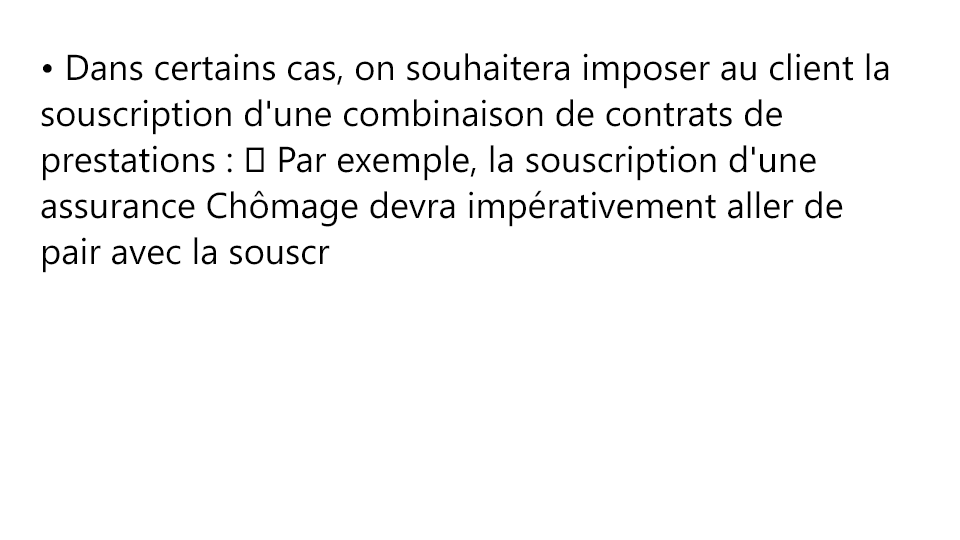 • Dans certains cas, on souhaitera imposer au client la
souscription d'une combinaison de contrats de
prestations :  Par exemple, la souscription d'une
assurance Chômage devra impérativement aller de
pair avec la souscr